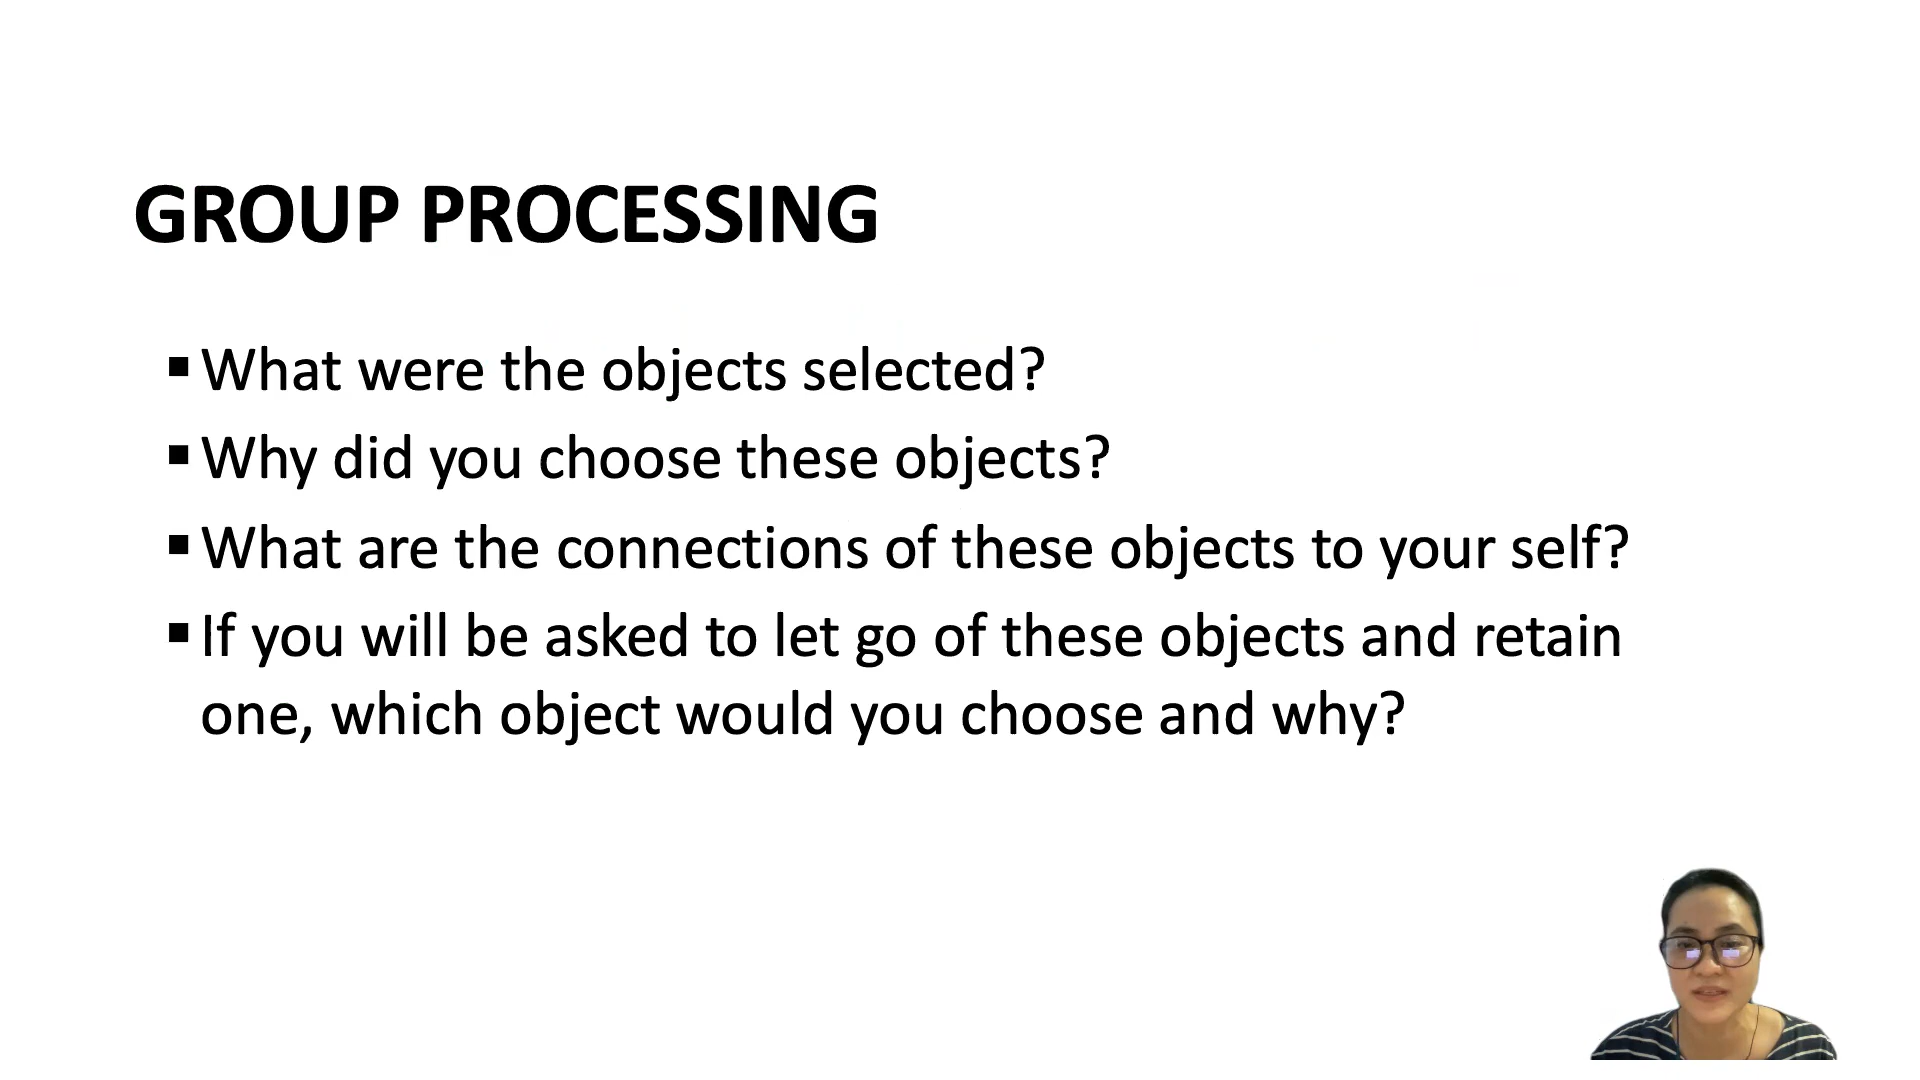 GROUP PROCESSING
▪ What were the objects selected?
▪ Why did you choose these objects?
▪ What are the connections of these objects to your self?
▪ If you will be asked to let go of these objects and retain
one, which object would you choose and why?